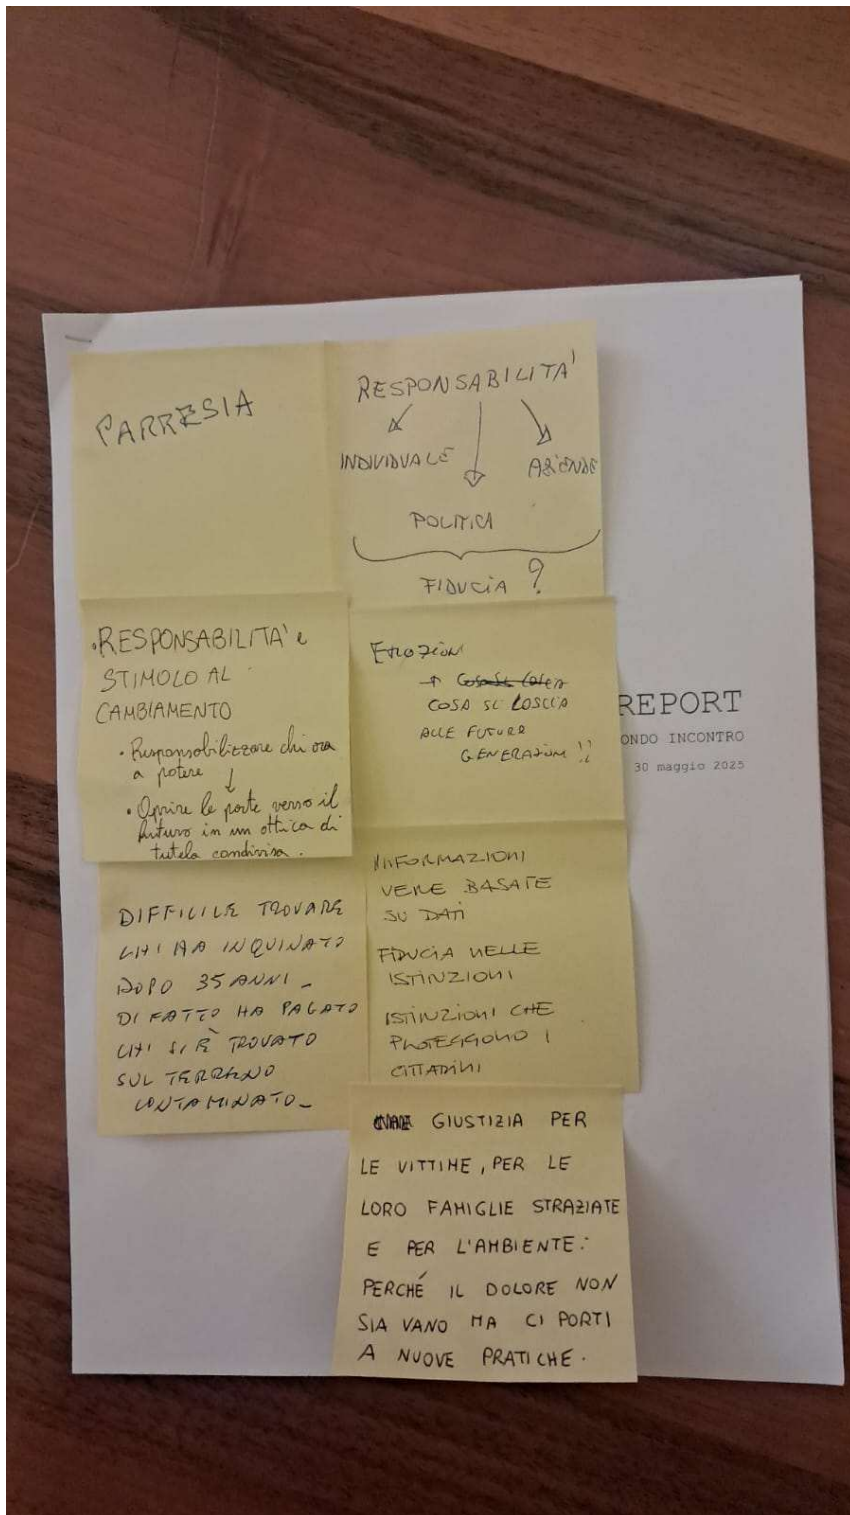 PARRESIA
RESPONSABILITA'
INDIVIDUALE
AZIENDE
POLITICA
FIDUCIA ?
• RESPONSABILITA' e
STIMOLO AL
CAMBIAMENTO
• Responsabilizzare chi ora
a potere
• Aprire le porte verso il
futuro in un ottica di
tutela condivisa.
EMOZIONI
COSA SI LASCIA
ALLE FUTURE
GENERAZIONI !!
REPORT
ONDO INCONTRO
30 maggio 2025
DIFFICILE TROVARE
CHI HA INQUINATO
DOPO 35 ANNI_
DI FATTO HA PAGATO
CHI SI È TROVATO
SUL TERRENO
CONTAMINATO_
INFORMAZIONI
VERE BASATE
SU DATI
FIDUCIA NELLE
ISTINZIONI
ISTINZIONI CHE
PROTEGGONO I
CITTADINI
GIUSTIZIA PER
LE VITTIME, PER LE
LORO FAMIGLIE STRAZIATE
E PER L'AMBIENTE:
PERCHÉ IL DOLORE NON
SIA VANO MA CI PORTI
A NUOVE PRATICHE.